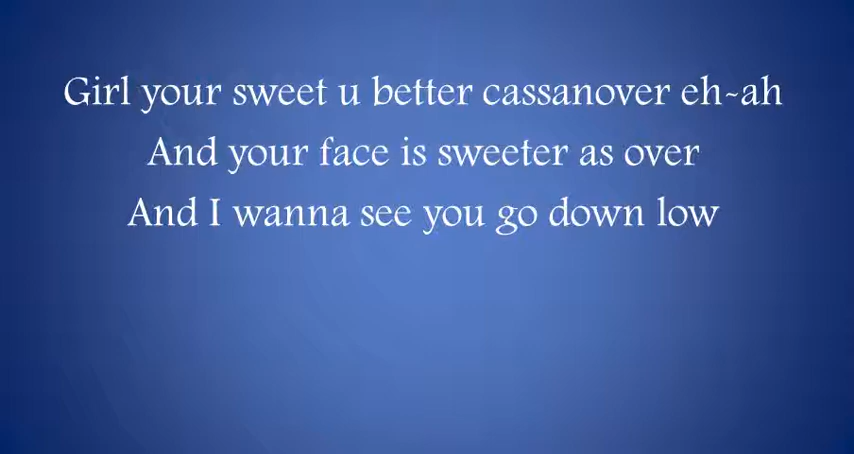 Girl your sweet u better cassanover eh-ah
And your face is sweeter as over
And I wanna see you go down low